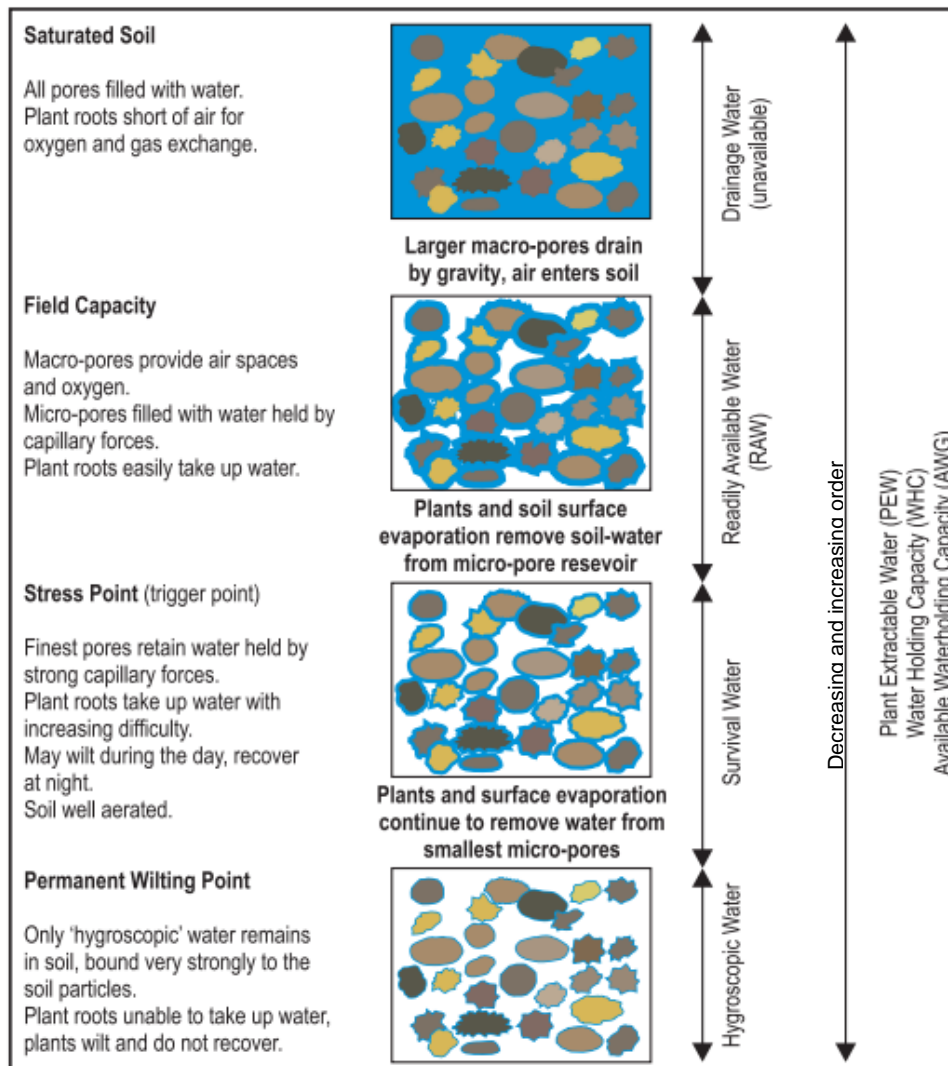 Saturated Soil
All pores filled with water.
Plant roots short of air for
oxygen and gas exchange.
Larger macro-pores drain
by gravity, air enters soil
Field Capacity
Macro-pores provide air spaces
and oxygen.
Micro-pores filled with water held by
capillary forces.
Plant roots easily take up water.
Plants and soil surface
evaporation remove soil-water
from micro-pore resevoir
Stress Point (trigger point)
Finest pores retain water held by
strong capillary forces.
Plant roots take up water with
increasing difficulty.
May wilt during the day, recover
at night.
Soil well aerated.
Plants and surface evaporation
continue to remove water from
smallest micro-pores
Permanent Wilting Point
Only ‘hygroscopic’ water remains
in soil, bound very strongly to the
soil particles.
Plant roots unable to take up water,
plants wilt and do not recover.
Drainage Water
(unavailable)
Readily Available Water
(RAW)
Survival Water
Hygroscopic Water
Decreasing and increasing order
Plant Extractable Water (PEW)
Water Holding Capacity (WHC)
Available Waterholding Capacity (AWG)